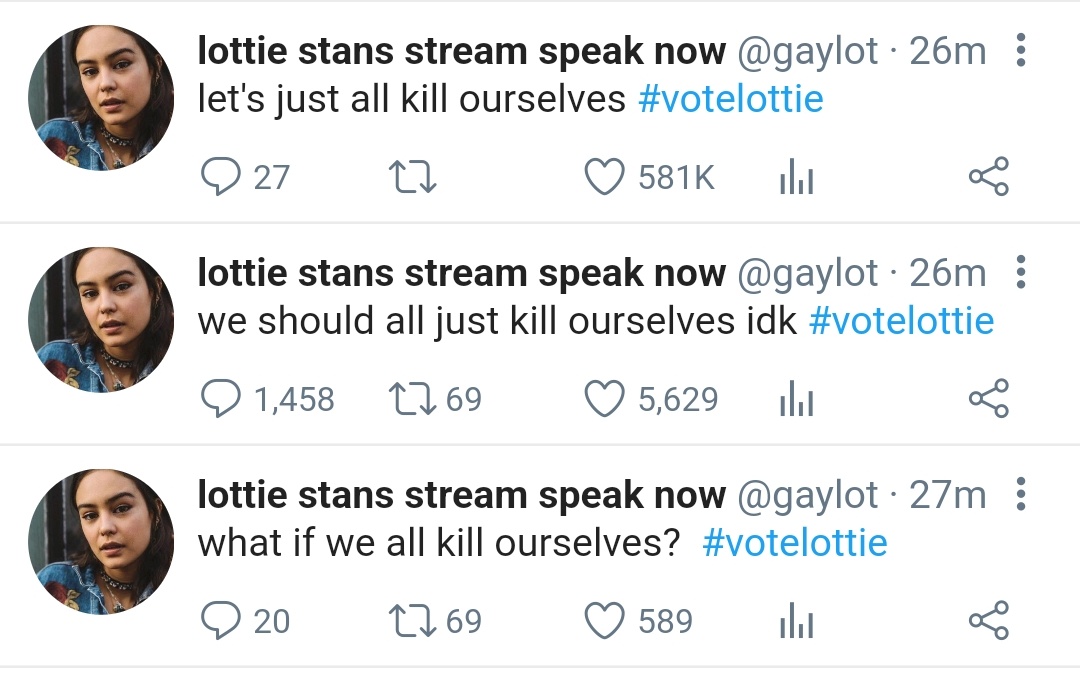 lottie stans stream speak now @gaylot · 26m
let's just all kill ourselves #votelottie
27 581K
lottie stans stream speak now @gaylot · 26m
we should all just kill ourselves idk #votelottie
1,458 69 5,629
lottie stans stream speak now @gaylot · 27m
what if we all kill ourselves? #votelottie
20 69 589